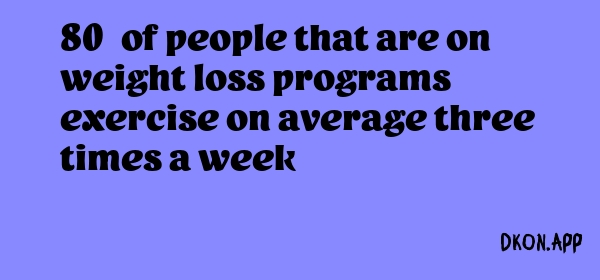 80 of people that are on
weight loss programs
exercise on average three
times a week
DKON.APP